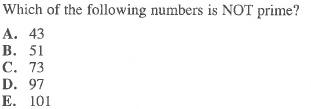 Which of the following numbers is NOT prime?
A. 43
B. 51
C. 73
D. 97
E. 101